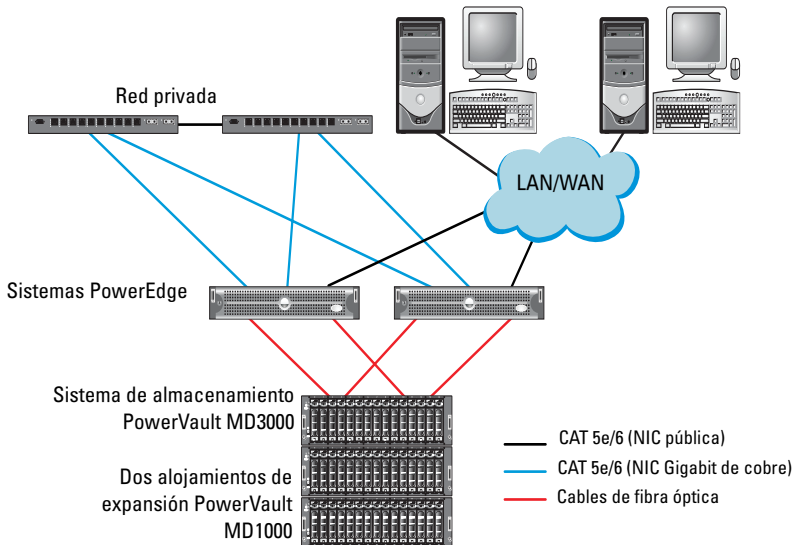 Red privada
LAN/WAN
Sistemas PowerEdge
Sistema de almacenamiento
PowerVault MD3000
Dos alojamientos de
expansión PowerVault
MD1000
CAT 5e/6 (NIC pública)
CAT 5e/6 (NIC Gigabit de cobre)
Cables de fibra óptica